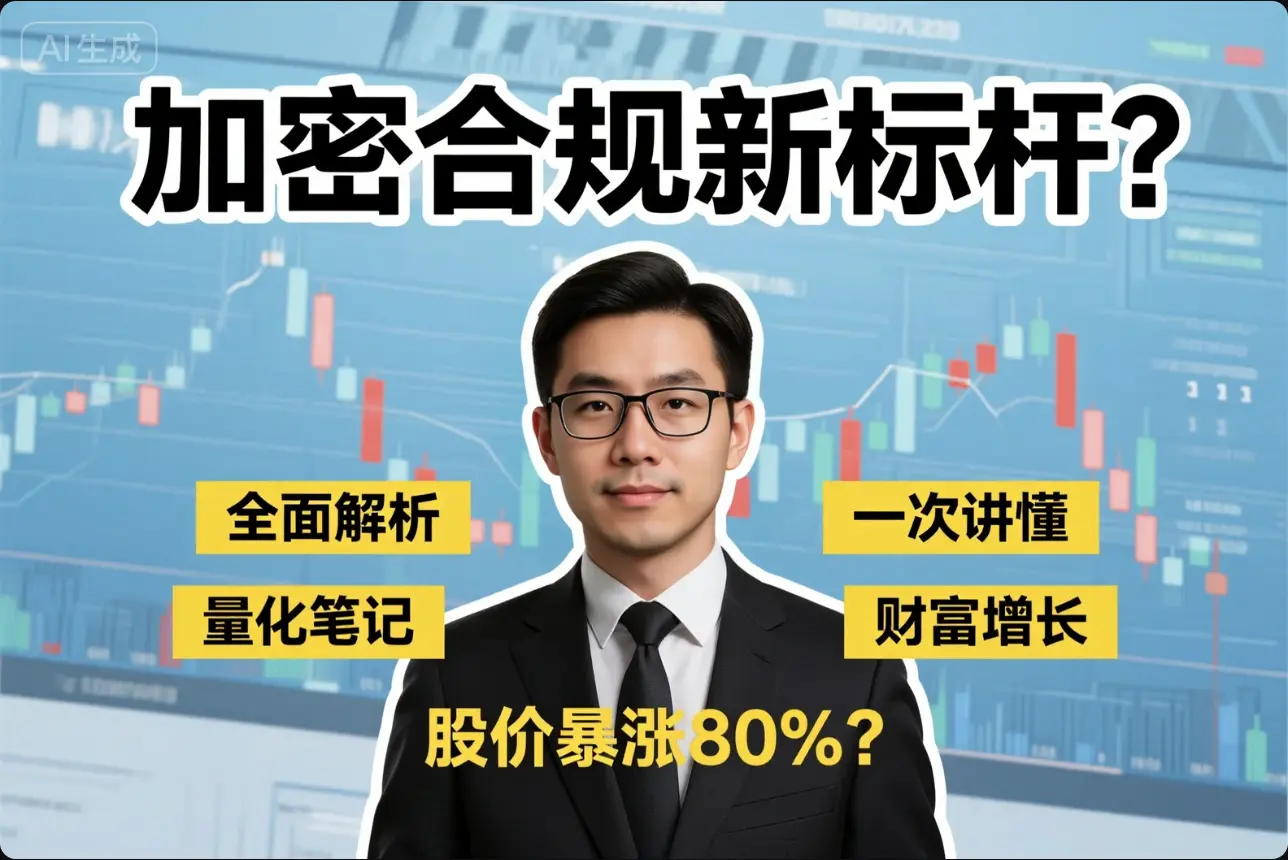 AI生成
加密合规新标杆?
全面解析
一次讲懂
量化笔记
财富增长
股价暴涨80%?